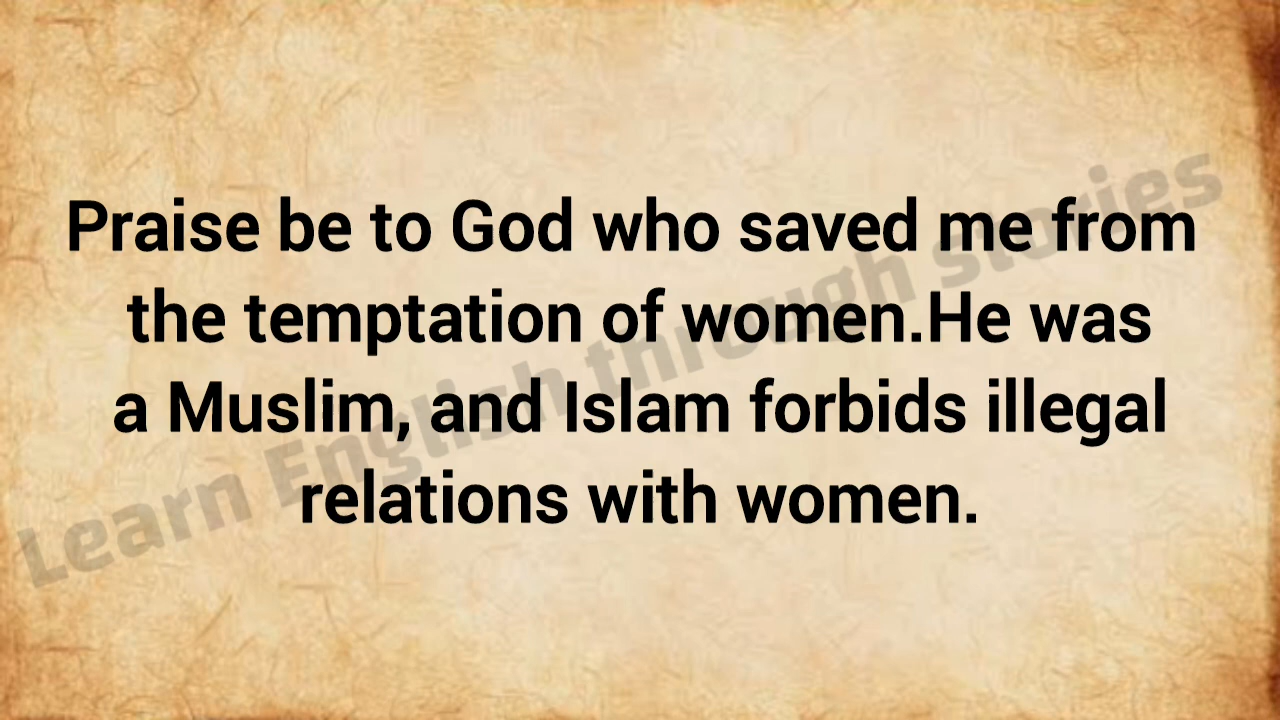 Praise be to God who saved me from
the temptation of women.He was
a Muslim, and Islam forbids illegal
relations with women.
Learn English through stories